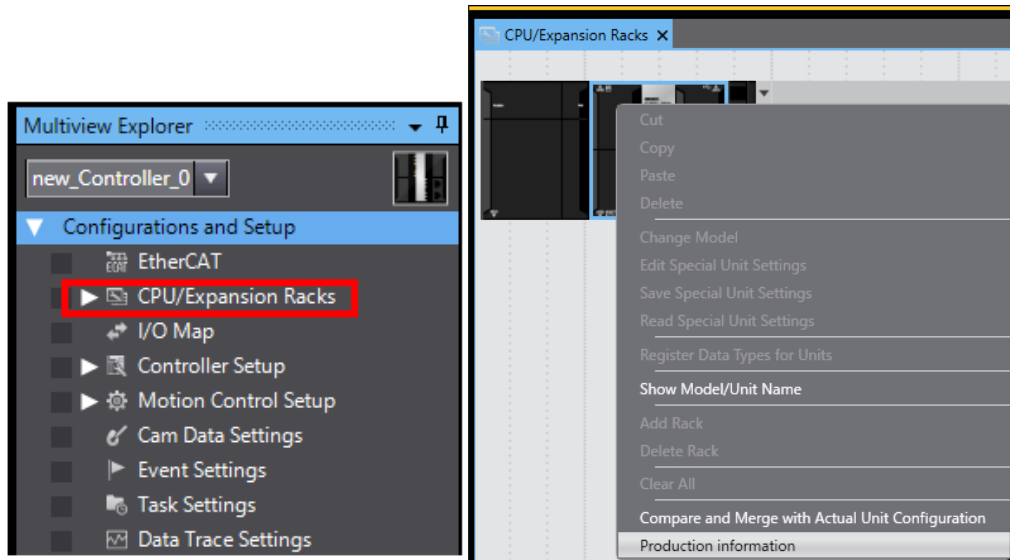 Multiview Explorer
new_Controller_0
Configurations and Setup
EtherCAT
CPU/Expansion Racks
I/O Map
Controller Setup
Motion Control Setup
Cam Data Settings
Event Settings
Task Settings
Data Trace Settings
CPU/Expansion Racks
Cut
Copy
Paste
Delete
Change Model
Edit Special Unit Settings
Save Special Unit Settings
Read Special Unit Settings
Register Data Types for Units
Show Model/Unit Name
Add Rack
Delete Rack
Clear All
Compare and Merge with Actual Unit Configuration
Production information